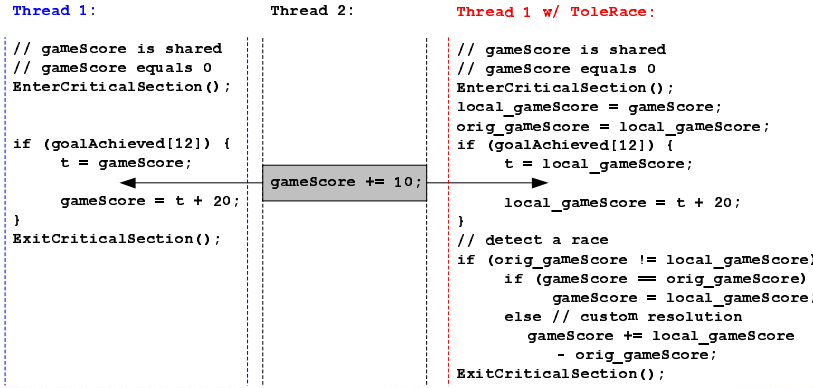 Thread 1:
// gameScore is shared
// gameScore equals 0
EnterCriticalSection();
if (goalAchieved[12]) {
t = gameScore;
gameScore = t + 20;
}
ExitCriticalSection();
Thread 2:
gameScore += 10;
Thread 1 w/ ToleRace:
// gameScore is shared
// gameScore equals 0
EnterCriticalSection();
local_gameScore = gameScore;
orig_gameScore = local_gameScore;
if (goalAchieved[12]) {
t = local_gameScore;
local_gameScore = t + 20;
}
// detect a race
if (orig_gameScore != local_gameScore)
if (gameScore == orig_gameScore)
gameScore = local_gameScore;
else // custom resolution
gameScore += local_gameScore
- orig_gameScore;
ExitCriticalSection();